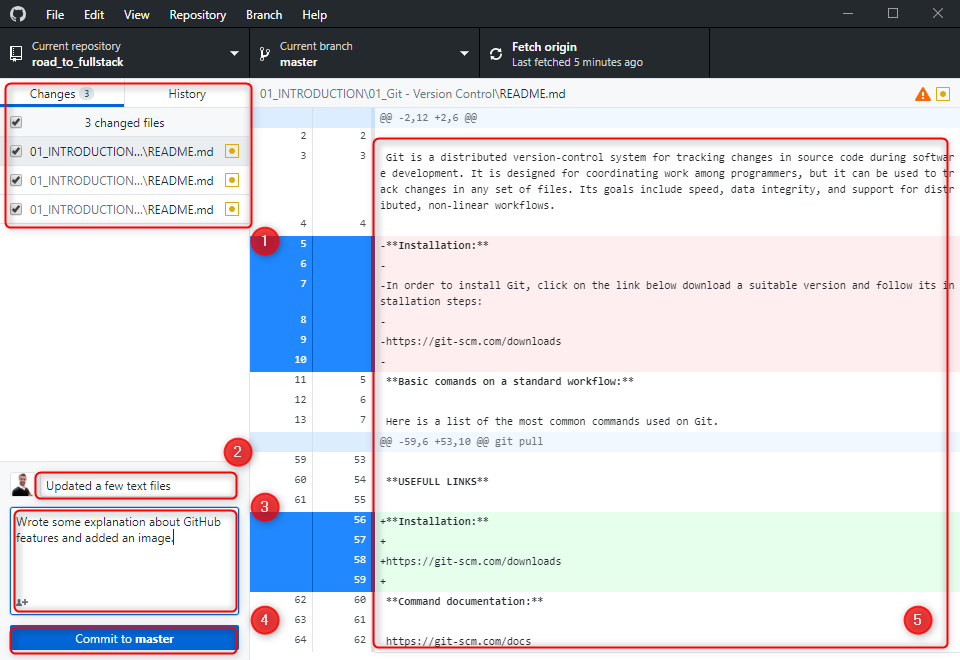 File Edit View Repository Branch Help
Current repository
road_to_fullstack
Current branch
master
Fetch origin
Last fetched 5 minutes ago
Changes 3 History
3 changed files
01_INTRODUCTION...\README.md
01_INTRODUCTION...\README.md
01_INTRODUCTION...\README.md
1
2
Updated a few text files
3
Wrote some explanation about GitHub
features and added an image.
4
Commit to master
01_INTRODUCTION\01_Git - Version Control\README.md
@@ -2,12 +2,6 @@
2 2
3 3 Git is a distributed version-control system for tracking changes in source code during softwar
e development. It is designed for coordinating work among programmers, but it can be used to tr
ack changes in any set of files. Its goals include speed, data integrity, and support for distr
ibuted, non-linear workflows.
4 4
5 -**Installation:**
6 -
7 -In order to install Git, click on the link below download a suitable version and follow its in
stallation steps:
8 -
9 -https://git-scm.com/downloads
10 -
11 5 **Basic comands on a standard workflow:**
12 6
13 7 Here is a list of the most common commands used on Git.
@@ -59,6 +53,10 @@ git pull
59 53
60 54 **USEFULL LINKS**
61 55
56 +**Installation:**
57 +
58 +https://git-scm.com/downloads
59 +
62 60 **Command documentation:**
63 61
64 62 https://git-scm.com/docs
5